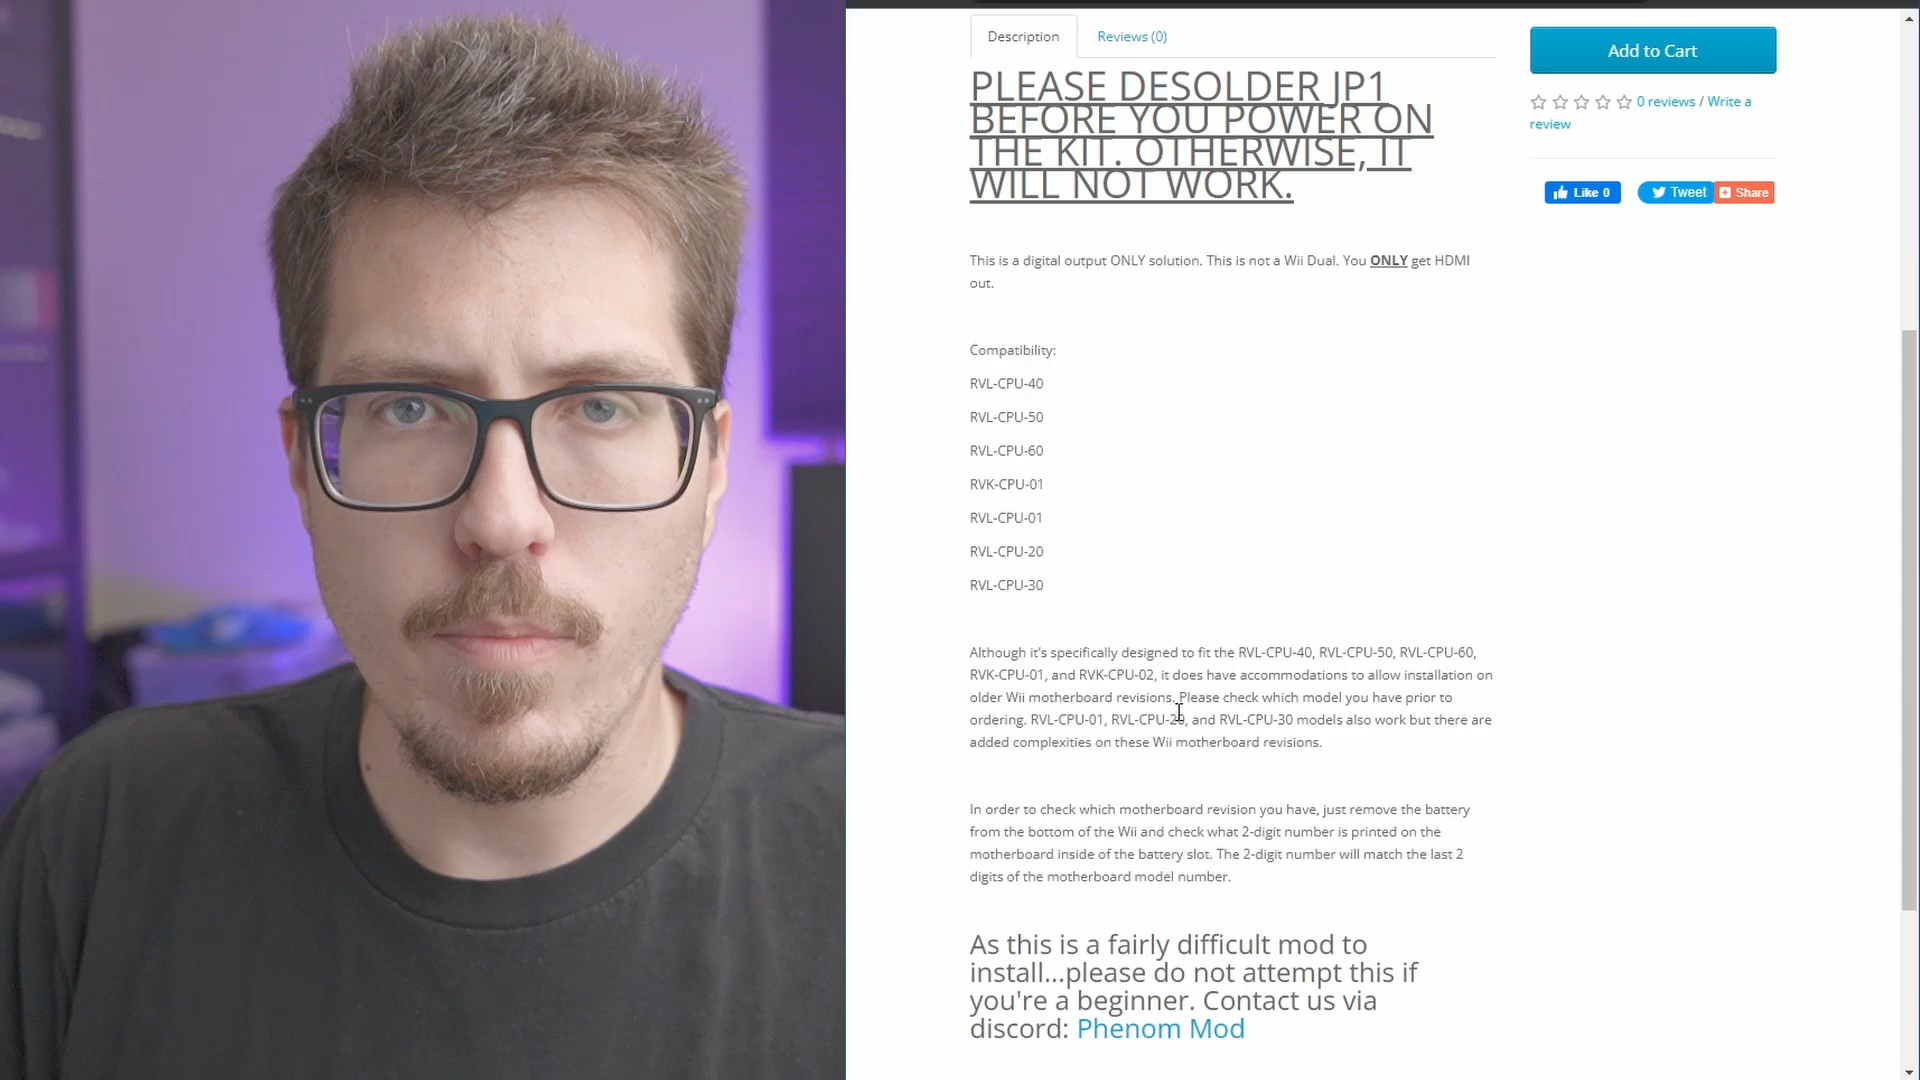 Description
Reviews (0)
PLEASE DESOLDER JP1
BEFORE YOU POWER ON
THE KIT. OTHERWISE, IT
WILL NOT WORK.
This is a digital output ONLY solution. This is not a Wii Dual. You ONLY get HDMI
out.
Compatibility:
RVL-CPU-40
RVL-CPU-50
RVL-CPU-60
RVK-CPU-01
RVL-CPU-01
RVL-CPU-20
RVL-CPU-30
Although it's specifically designed to fit the RVL-CPU-40, RVL-CPU-50, RVL-CPU-60,
RVK-CPU-01, and RVK-CPU-02, it does have accommodations to allow installation on
older Wii motherboard revisions. Please check which model you have prior to
ordering. RVL-CPU-01, RVL-CPU-20, and RVL-CPU-30 models also work but there are
added complexities on these Wii motherboard revisions.
In order to check which motherboard revision you have, just remove the battery
from the bottom of the Wii and check what 2-digit number is printed on the
motherboard inside of the battery slot. The 2-digit number will match the last 2
digits of the motherboard model number.
As this is a fairly difficult mod to
install...please do not attempt this if
you're a beginner. Contact us via
discord: Phenom Mod
Add to Cart
0 reviews / Write a
review
Like 0
Tweet
Share